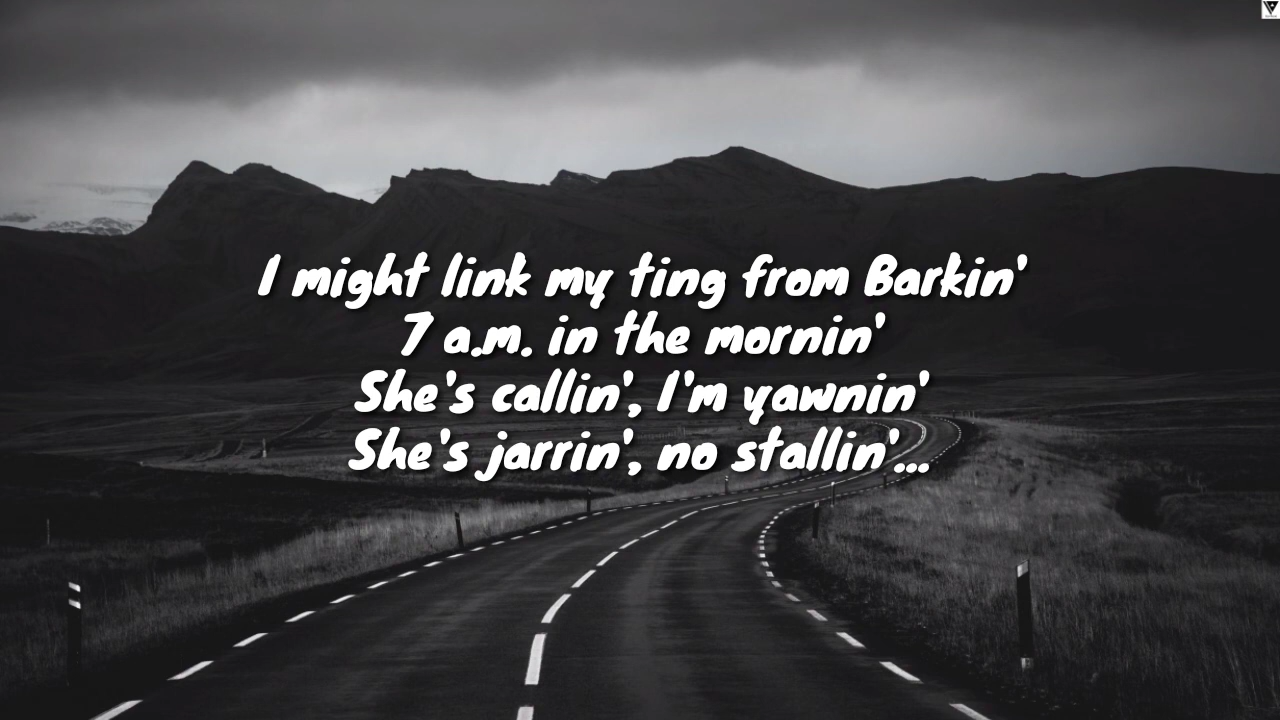 I might link my ting from Barkin'
7 a.m. in the mornin'
She's callin', I'm yawnin'
She's jarrin', no stallin'...